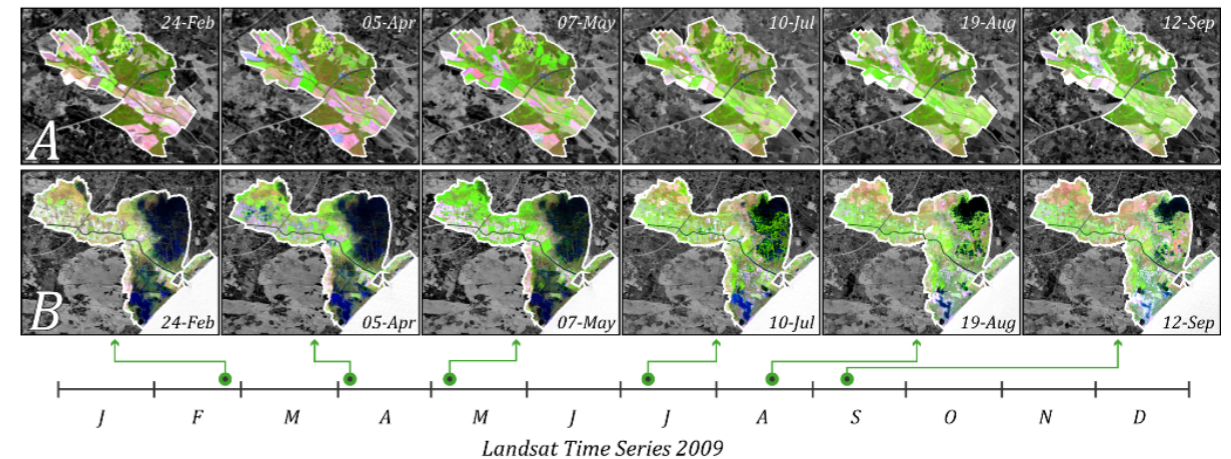 24-Feb 05-Apr 07-May 10-Jul 19-Aug 12-Sep
A
B
24-Feb 05-Apr 07-May 10-Jul 19-Aug 12-Sep
J F M A M J J A S O N D
Landsat Time Series 2009